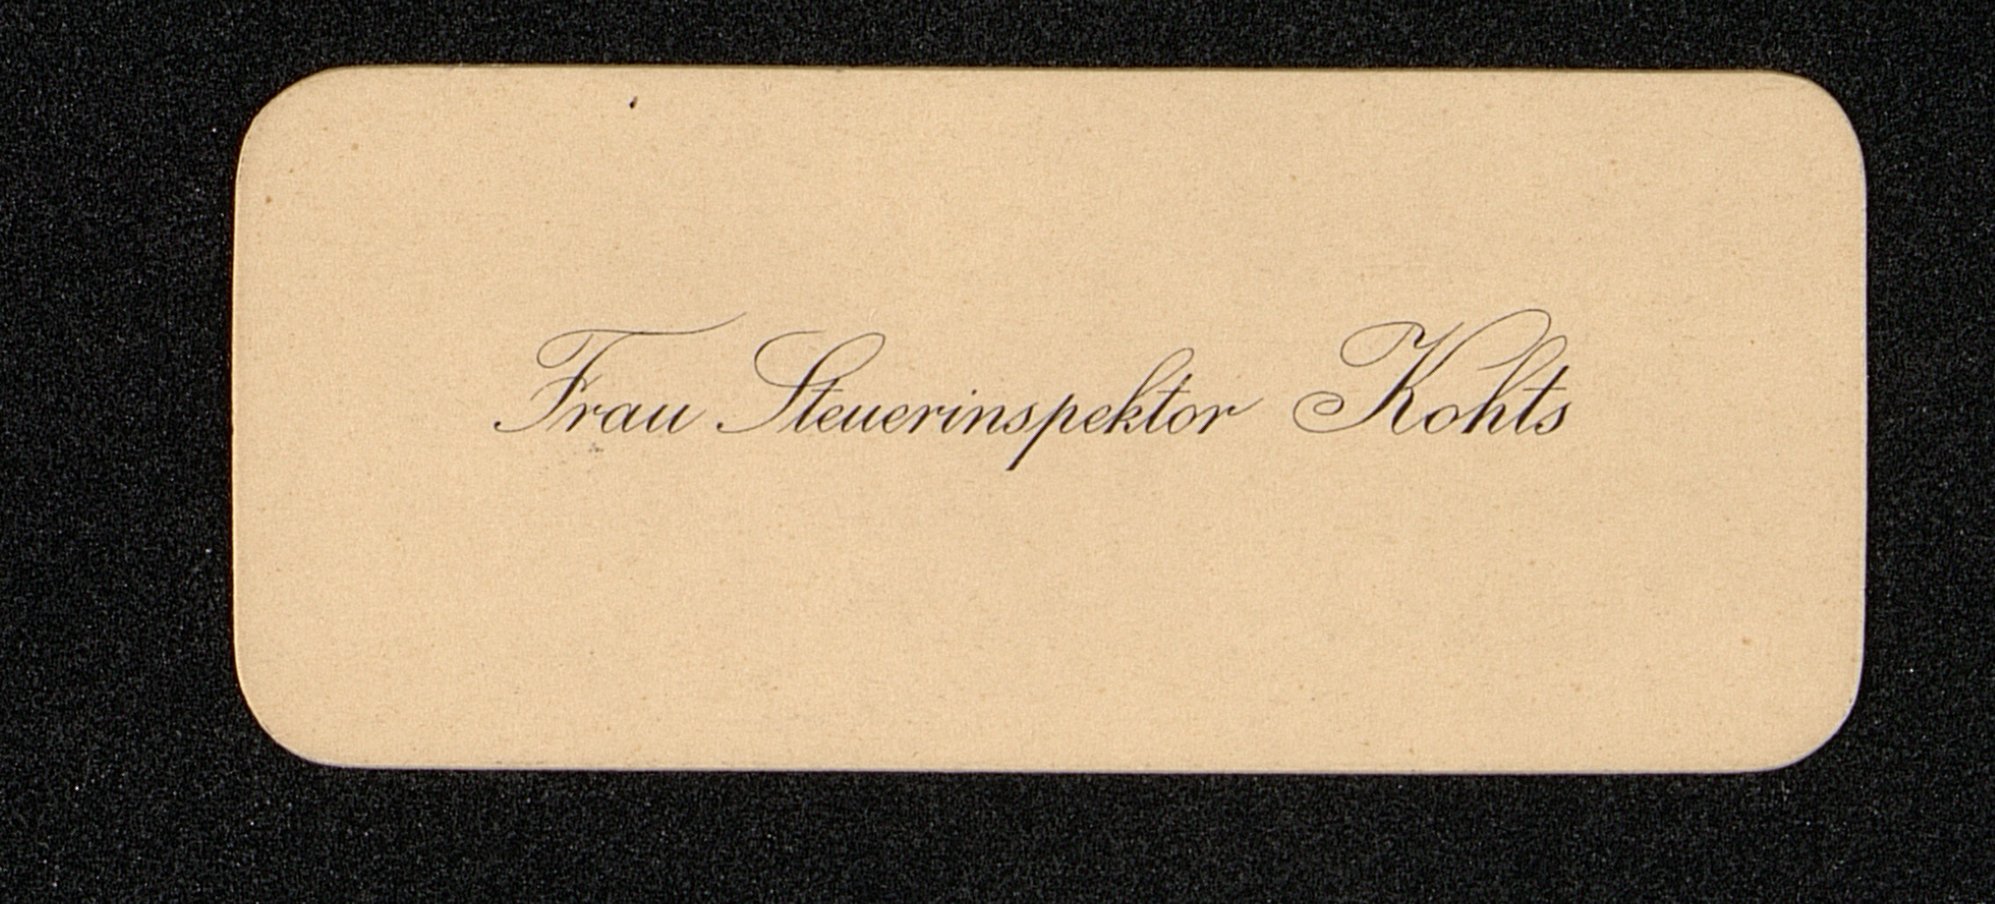 Frau Steuerinspektor Kohts